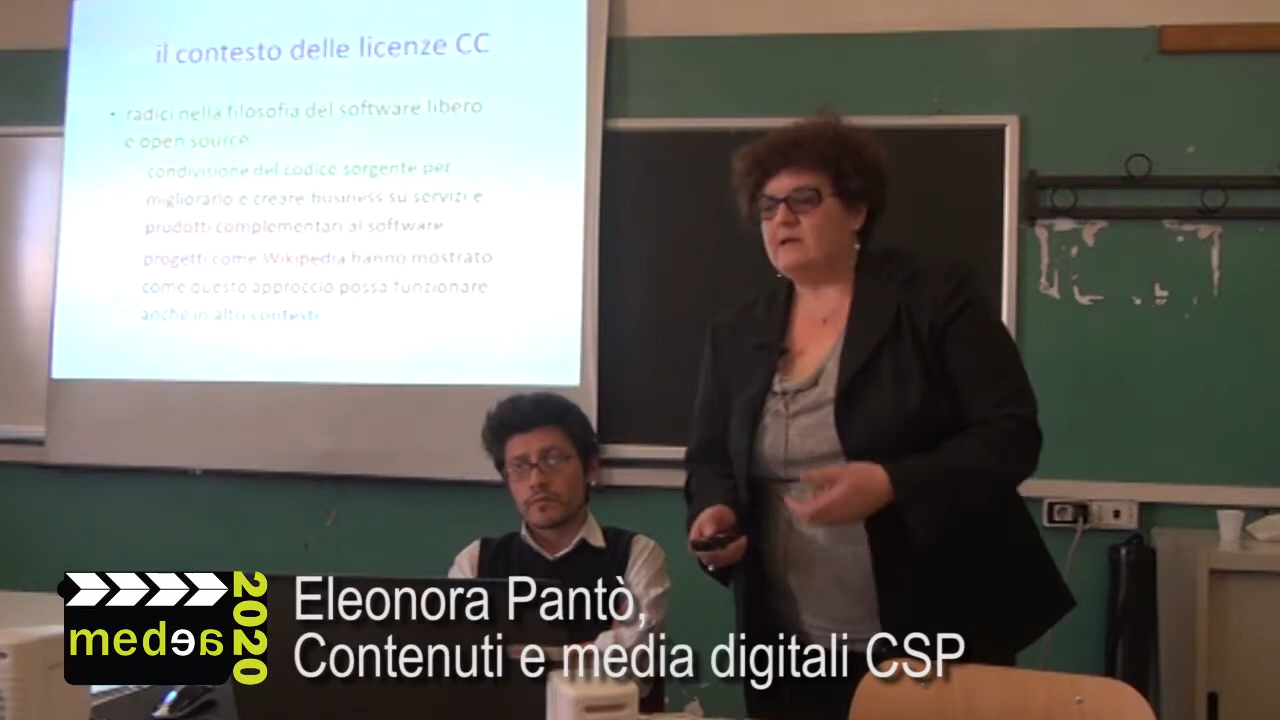 il contesto delle licenze CC
• radici nella filosofia del software libero
e open source
condivisione del codice sorgente per
migliorarlo e creare business su servizi e
prodotti complementari al software
progetti come Wikipedia hanno mostrato
come questo approccio possa funzionare
anche in altri contesti
medea
2020
Eleonora Pantò,
Contenuti e media digitali CSP